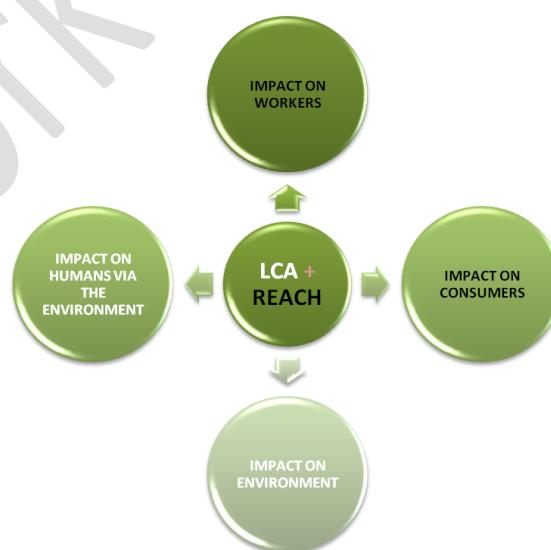 IMPACT ON
WORKERS
IMPACT ON
HUMANS VIA
THE
ENVIRONMENT
LCA +
REACH
IMPACT ON
CONSUMERS
IMPACT ON
ENVIRONMENT